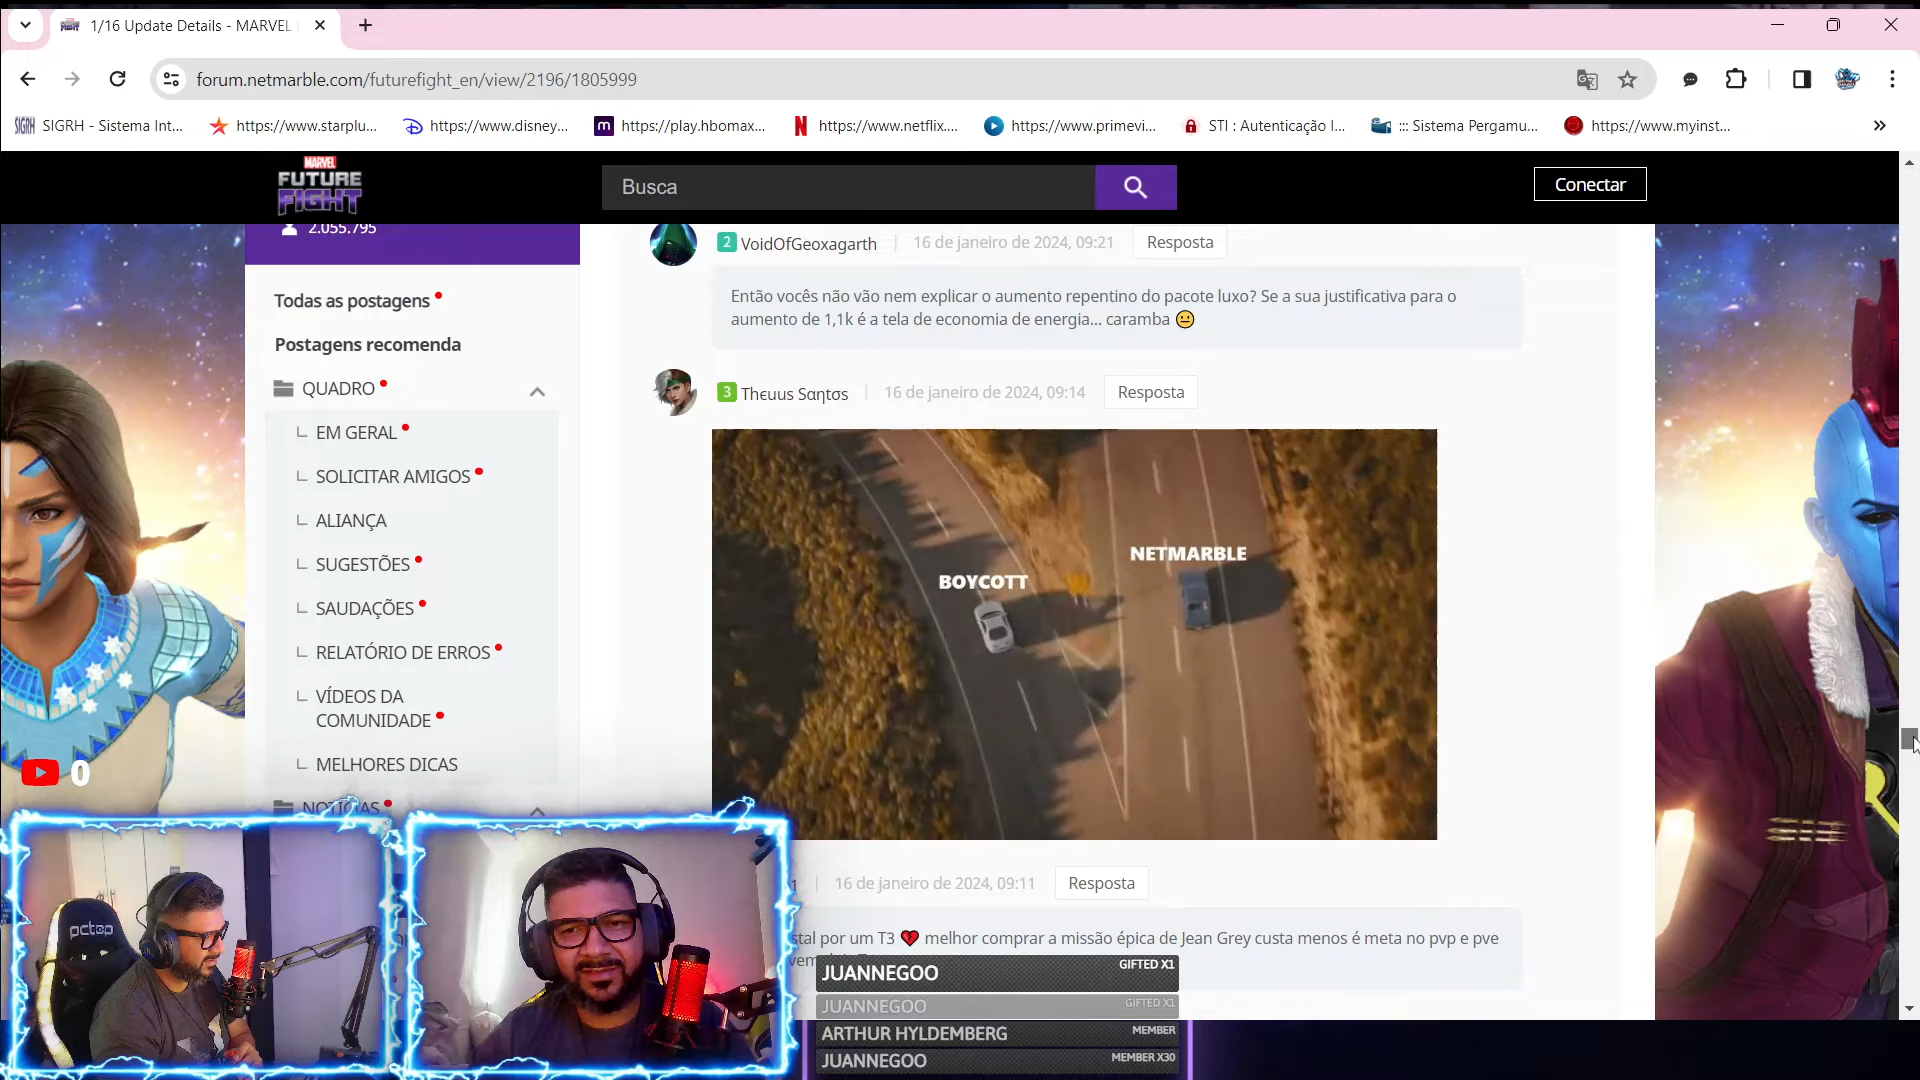 1/16 Update Details - MARVEL
forum.netmarble.com/futurefight_en/view/2196/1805999
SIGRH - Sistema Int...
https://www.starplu...
https://www.disney...
https://play.hbomax...
https://www.netflix....
https://www.primevi...
STI : Autenticação I...
::: Sistema Pergamu...
https://www.myinst...
MARVEL
FUTURE
FIGHT
Busca
Conectar
2.055.795
Todas as postagens
Postagens recomenda
QUADRO
EM GERAL
SOLICITAR AMIGOS
ALIANÇA
SUGESTÕES
SAUDAÇÕES
RELATÓRIO DE ERROS
VÍDEOS DA
COMUNIDADE
MELHORES DICAS
NOTÍCIAS
2 VoidOfGeoxagarth | 16 de janeiro de 2024, 09:21 Resposta
Então vocês não vão nem explicar o aumento repentino do pacote luxo? Se a sua justificativa para o
aumento de 1,1k é a tela de economia de energia... caramba 😐
3 Thєuus Sαηtσs | 16 de janeiro de 2024, 09:14 Resposta
NETMARBLE
BOYCOTT
| 16 de janeiro de 2024, 09:11 Resposta
por um T3 💔 melhor comprar a missão épica de Jean Grey custa menos é meta no pvp e pve
0
pctop
JUANNEGOO GIFTED X1
JUANNEGOO GIFTED X1
ARTHUR HYLDEMBERG MEMBER
JUANNEGOO MEMBER X30